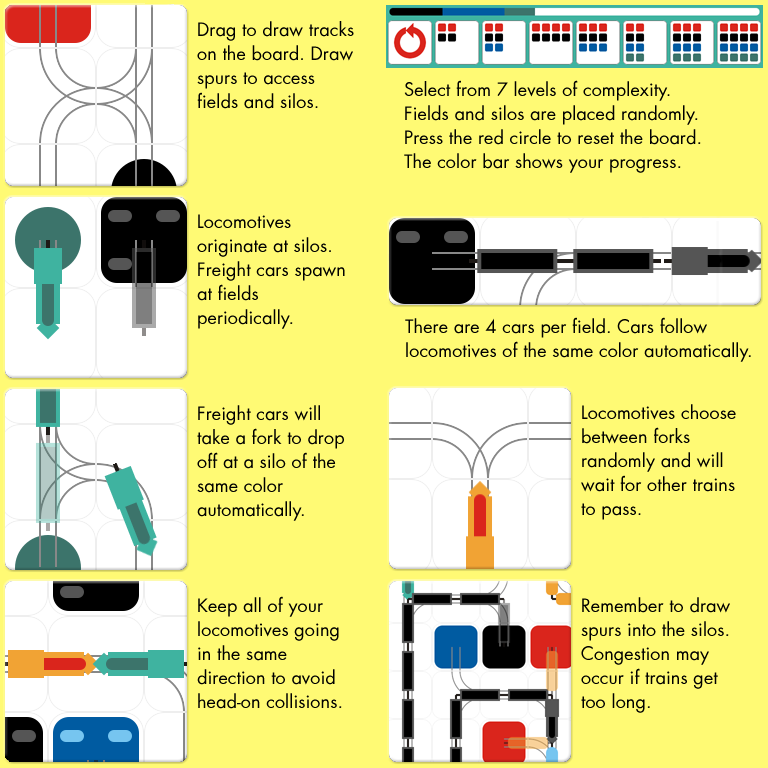 Drag to draw tracks
on the board. Draw
spurs to access
fields and silos.
Select from 7 levels of complexity.
Fields and silos are placed randomly.
Press the red circle to reset the board.
The color bar shows your progress.
Locomotives
originate at silos.
Freight cars spawn
at fields
periodically.
There are 4 cars per field. Cars follow
locomotives of the same color automatically.
Freight cars will
take a fork to drop
off at a silo of the
same color
automatically.
Locomotives choose
between forks
randomly and will
wait for other trains
to pass.
Keep all of your
locomotives going
in the same
direction to avoid
head-on collisions.
Remember to draw
spurs into the silos.
Congestion may
occur if trains get
too long.